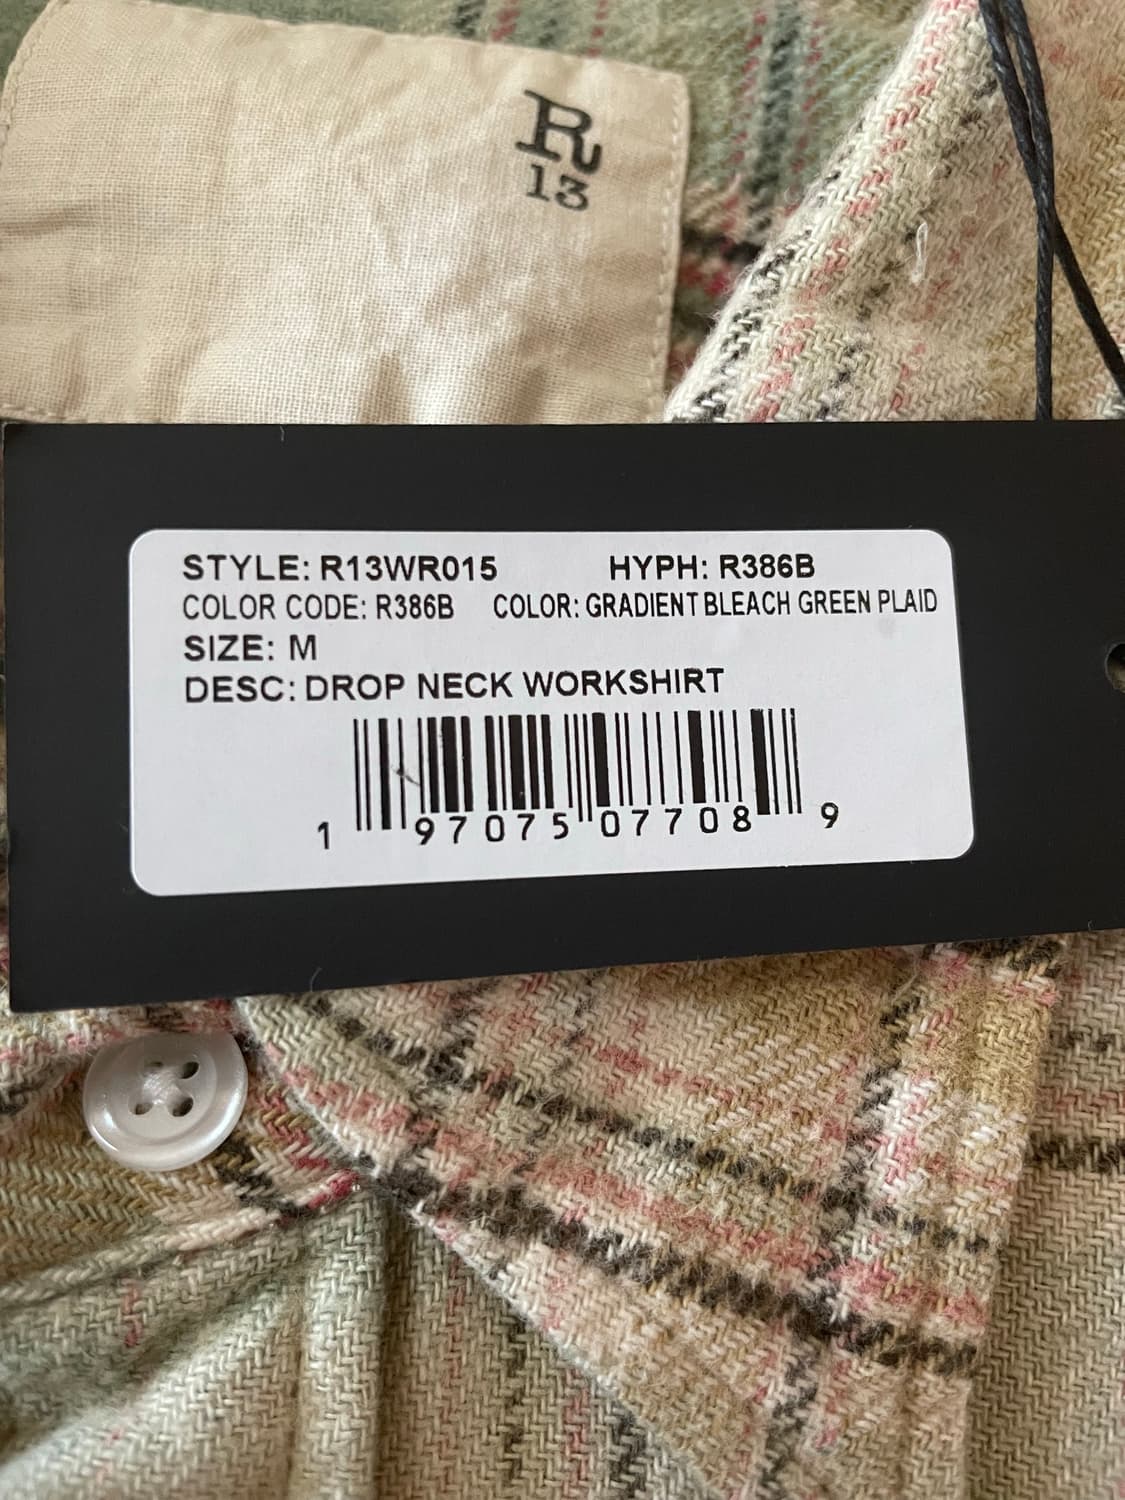 R
13
STYLE: R13WR015 HYPH: R386B
COLOR CODE: R386B COLOR: GRADIENT BLEACH GREEN PLAID
SIZE: M
DESC: DROP NECK WORKSHIRT
1 97075 07708 9